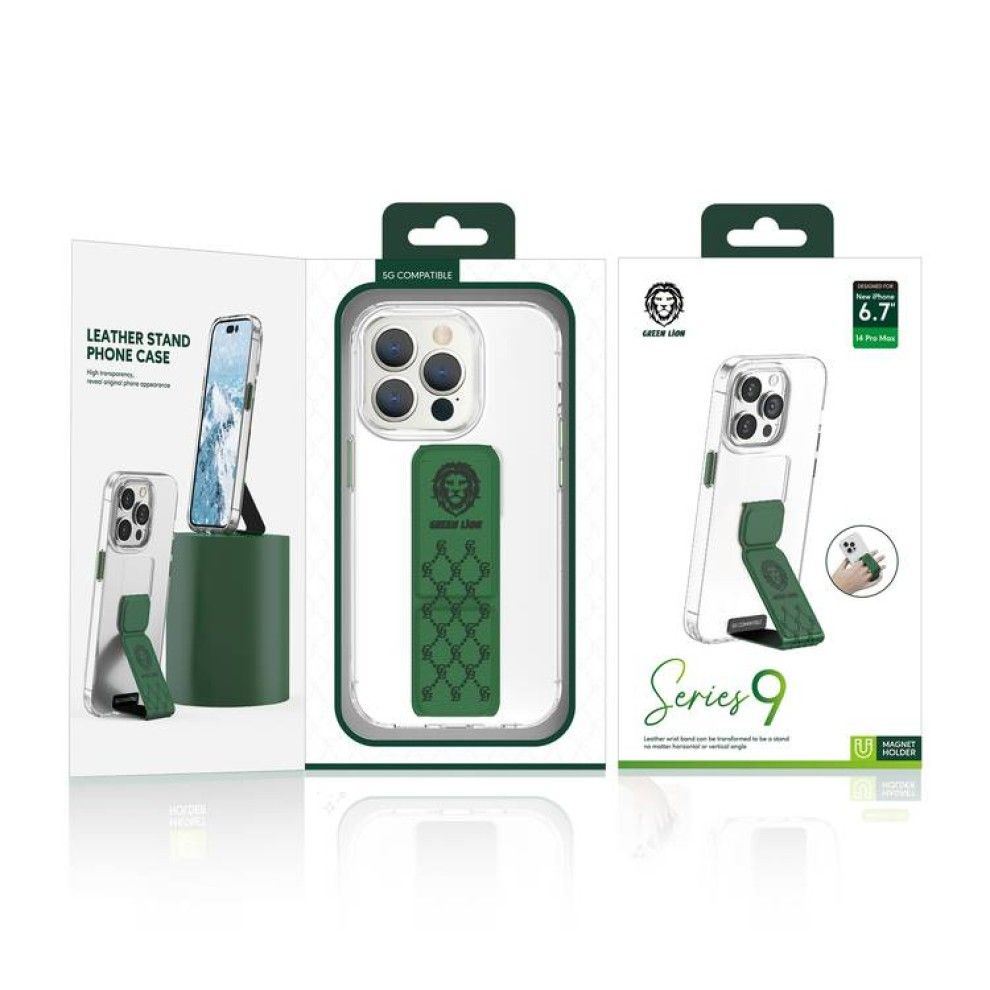 LEATHER STAND
PHONE CASE
High transparency,
reveal original phone appearance
5G COMPATIBLE
GREEN LION
GREEN LION
DESIGNED FOR
New iPhone
6.7"
14 Pro Max
5G COMPATIBLE
Series 9
Leather wrist band can be transformed to be a stand
no matter horizontal or vertical angle
MAGNET
HOLDER